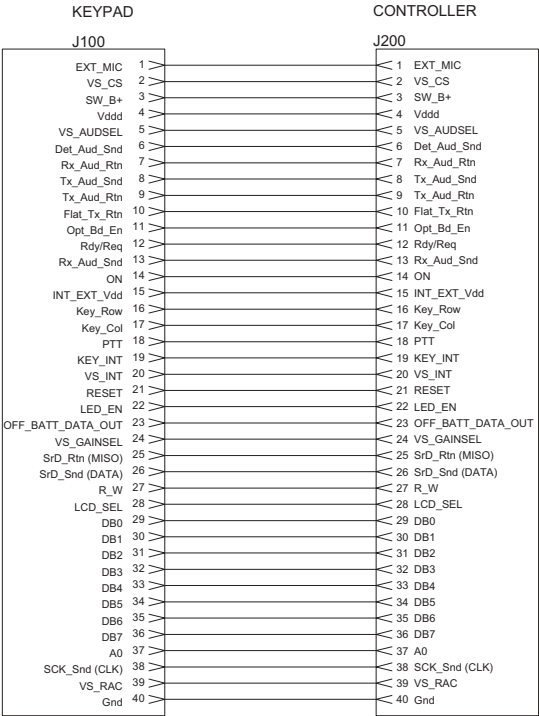 KEYPAD CONTROLLER
J100 J200
EXT_MIC 1 1 EXT_MIC
VS_CS 2 2 VS_CS
SW_B+ 3 3 SW_B+
Vddd 4 4 Vddd
VS_AUDSEL 5 5 VS_AUDSEL
Det_Aud_Snd 6 6 Det_Aud_Snd
Rx_Aud_Rtn 7 7 Rx_Aud_Rtn
Tx_Aud_Snd 8 8 Tx_Aud_Snd
Tx_Aud_Rtn 9 9 Tx_Aud_Rtn
Flat_Tx_Rtn 10 10 Flat_Tx_Rtn
Opt_Bd_En 11 11 Opt_Bd_En
Rdy/Req 12 12 Rdy/Req
Rx_Aud_Snd 13 13 Rx_Aud_Snd
ON 14 14 ON
INT_EXT_Vdd 15 15 INT_EXT_Vdd
Key_Row 16 16 Key_Row
Key_Col 17 17 Key_Col
PTT 18 18 PTT
KEY_INT 19 19 KEY_INT
VS_INT 20 20 VS_INT
RESET 21 21 RESET
LED_EN 22 22 LED_EN
OFF_BATT_DATA_OUT 23 23 OFF_BATT_DATA_OUT
VS_GAINSEL 24 24 VS_GAINSEL
SrD_Rtn (MISO) 25 25 SrD_Rtn (MISO)
SrD_Snd (DATA) 26 26 SrD_Snd (DATA)
R_W 27 27 R_W
LCD_SEL 28 28 LCD_SEL
DB0 29 29 DB0
DB1 30 30 DB1
DB2 31 31 DB2
DB3 32 32 DB3
DB4 33 33 DB4
DB5 34 34 DB5
DB6 35 35 DB6
DB7 36 36 DB7
A0 37 37 A0
SCK_Snd (CLK) 38 38 SCK_Snd (CLK)
VS_RAC 39 39 VS_RAC
Gnd 40 40 Gnd